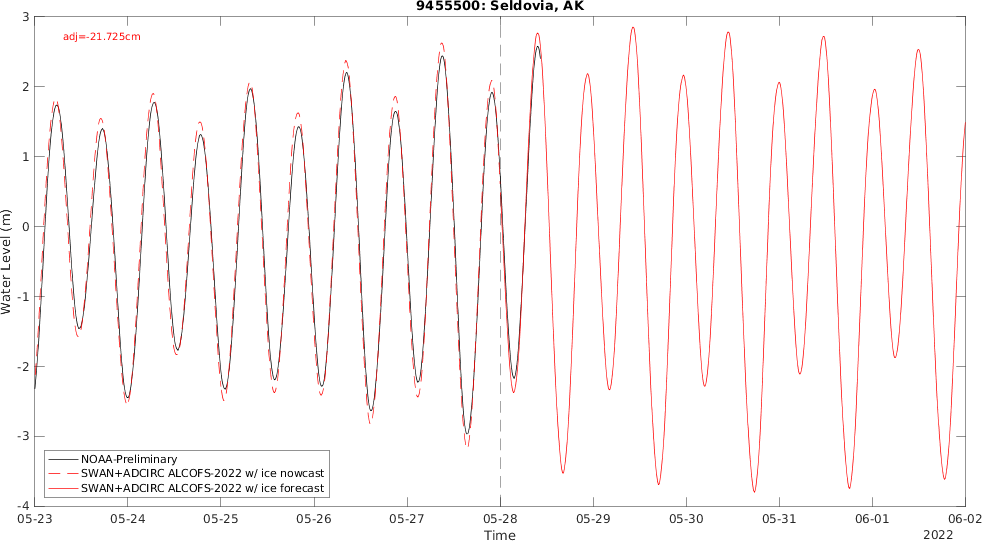 9455500: Seldovia, AK
adj=-21.725cm
3
2
1
0
-1
-2
-3
-4
Water Level (m)
NOAA-Preliminary
SWAN+ADCIRC ALCOFS-2022 w/ ice nowcast
SWAN+ADCIRC ALCOFS-2022 w/ ice forecast
05-23 05-24 05-25 05-26 05-27 05-28 05-29 05-30 05-31 06-01 06-02
Time
2022